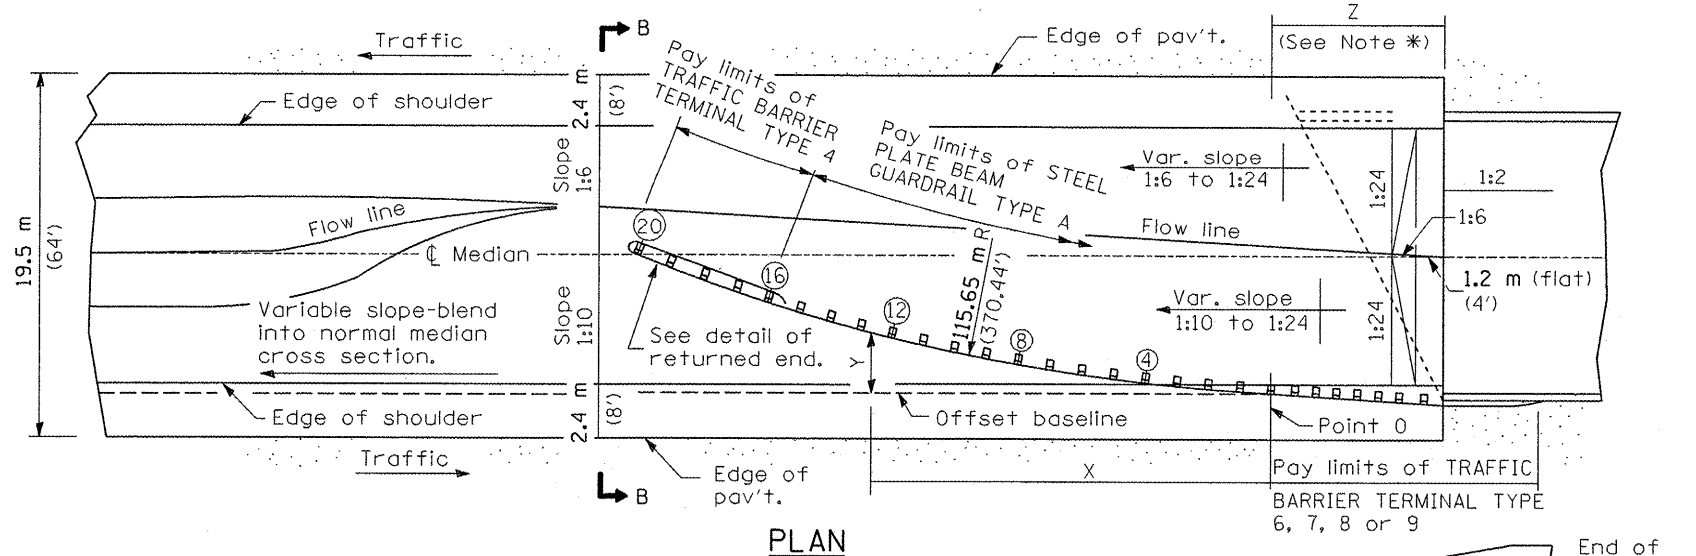 Traffic
B
Edge of pav't.
Z
(See Note *)
Edge of shoulder
2.4 m
(8')
Pay limits of
TRAFFIC BARRIER
TERMINAL TYPE 4
Pay limits of STEEL
PLATE BEAM
GUARDRAIL TYPE A
Slope
1:6
Var. slope
1:6 to 1:24
1:24
1:2
1:6
Flow line
Flow line
19.5 m
(64')
℄ Median
20
16
12
8
4
115.65 m R
(370.44')
1.2 m (flat)
(4')
Variable slope-blend
into normal median
cross section.
Slope
1:10
See detail of
returned end.
Y
Var. slope
1:10 to 1:24
1:24
Edge of shoulder
2.4 m
(8')
Offset baseline
Point 0
Traffic
B
Edge of
pav't.
X
Pay limits of TRAFFIC
BARRIER TERMINAL TYPE
6, 7, 8 or 9
PLAN
End of